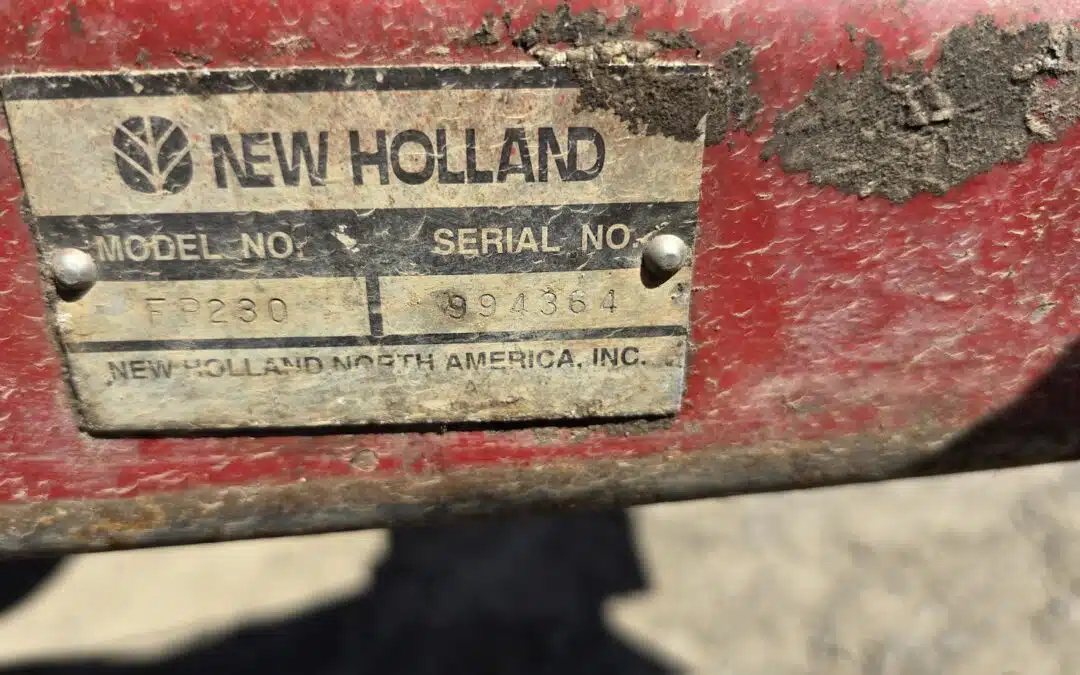 NEW HOLLAND
MODEL NO. SERIAL NO.
FP230 994364
NEW HOLLAND NORTH AMERICA, INC.